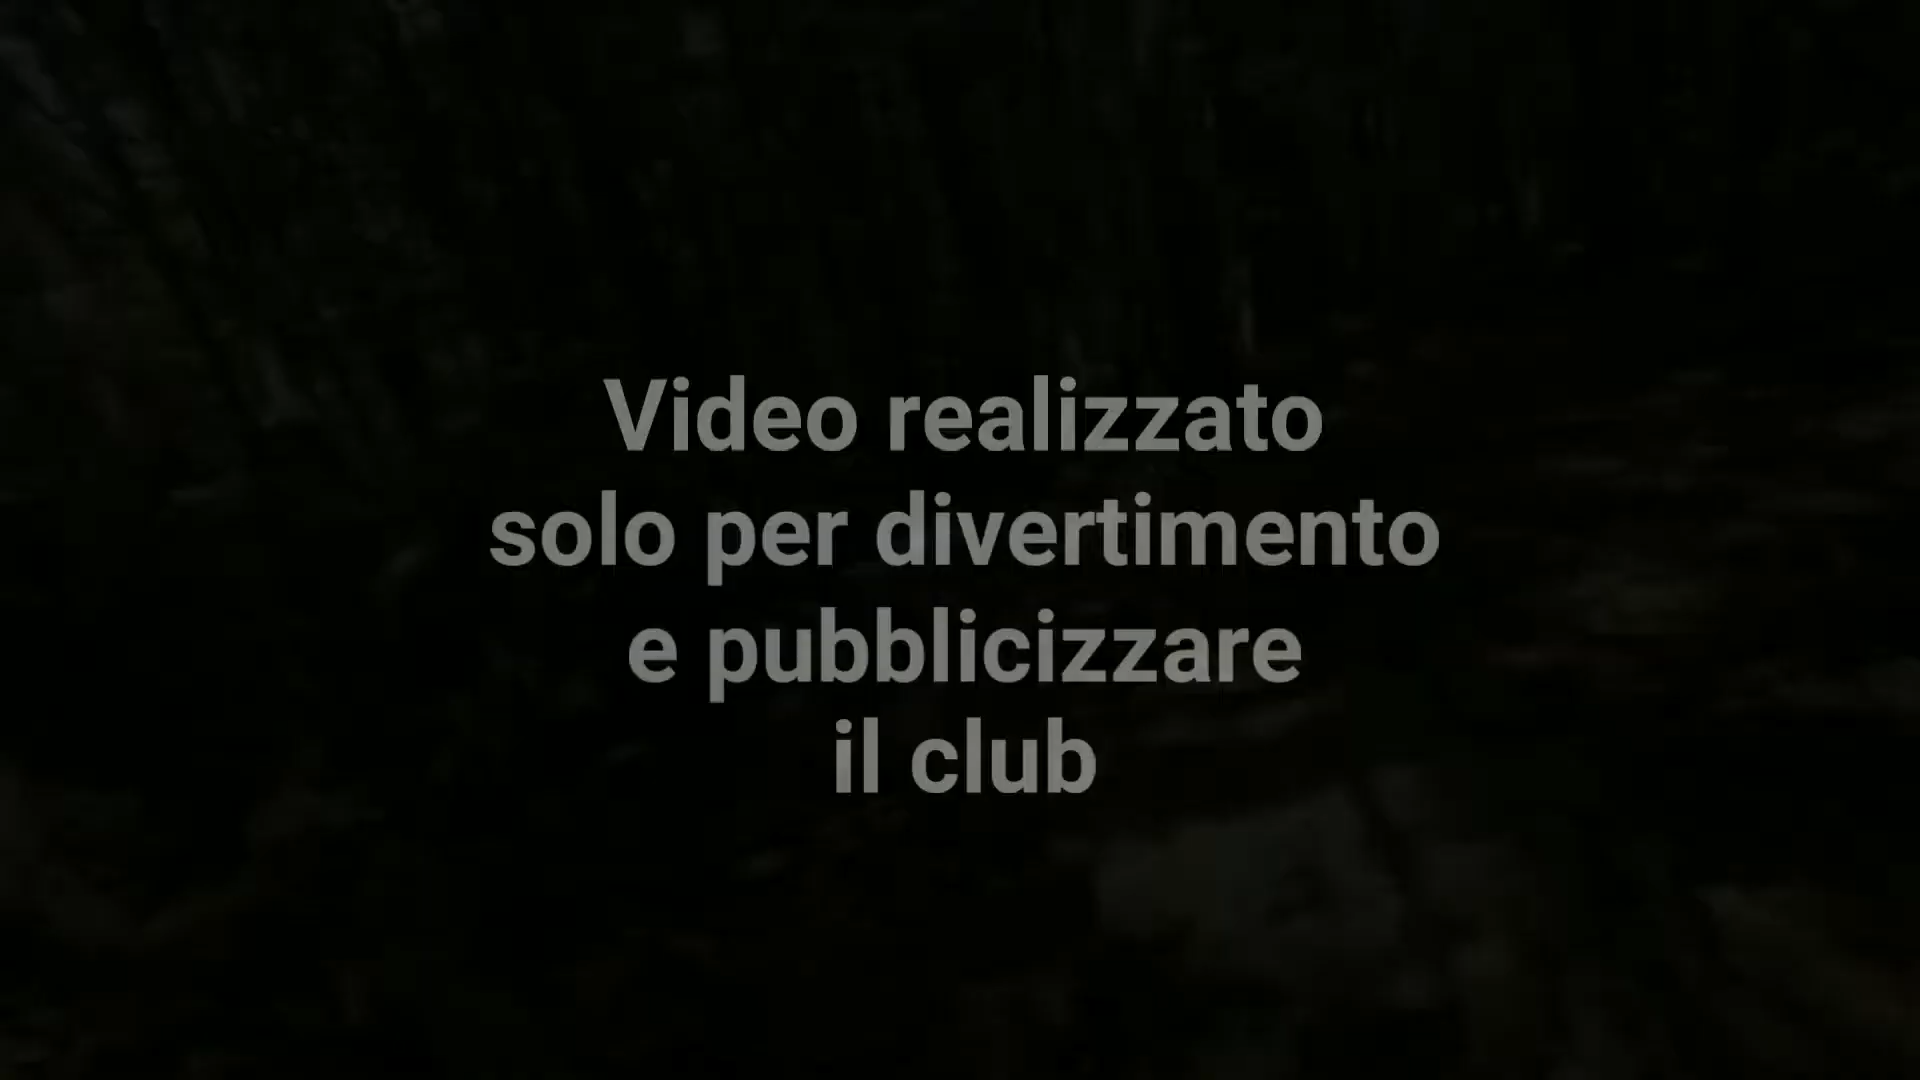 Video realizzato
solo per divertimento
e pubblicizzare
il club